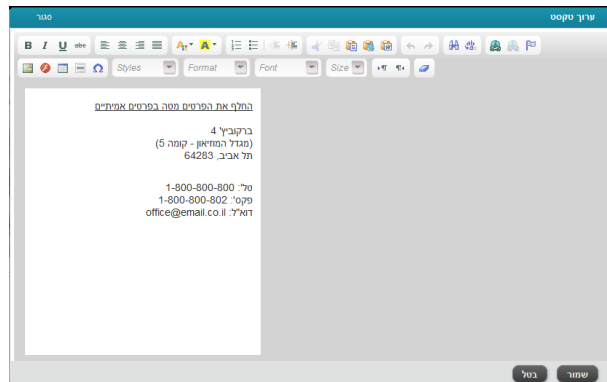 ערוך טקסט
סגור
B I U abc
Styles Format Font Size
החלף את הפרטים מטה בפרטים אמיתיים
ברקוביץ' 4
(מגדל המוזיאון - קומה 5)
תל אביב, 64283
טל': 1-800-800-800
פקס': 1-800-800-802
דוא"ל: office@email.co.il
שמור
בטל